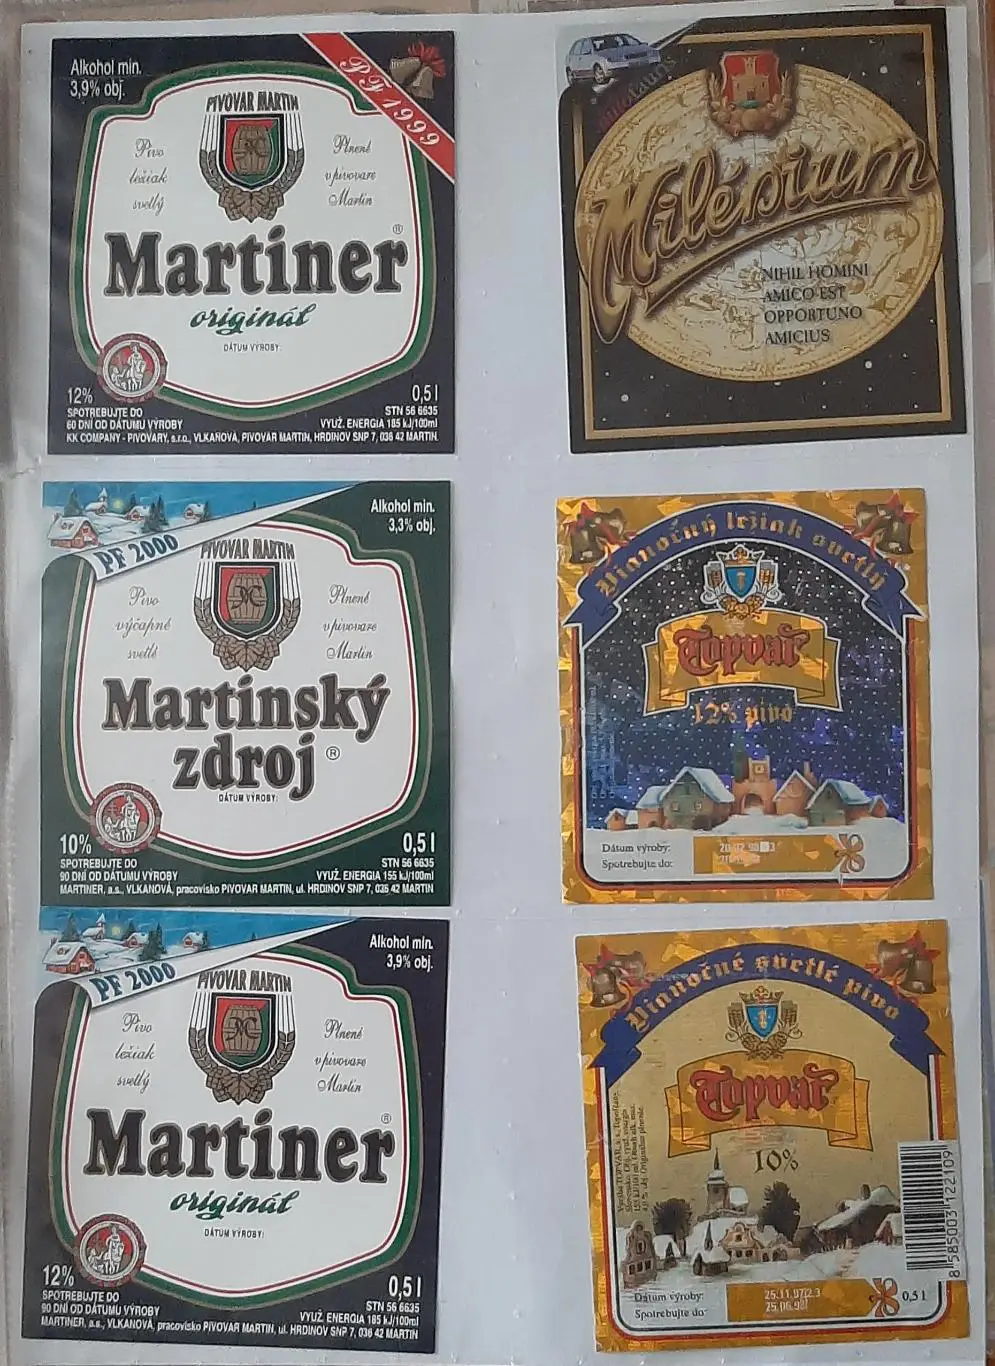 Alkohol min.
3,9% obj.
PF 1999
PIVOVAR MARTIN
Pivo
ležiak
svetlý
Plnené
v pivovare
Martin
Martiner®
originál
DÁTUM VÝROBY:
12%
SPOTREBUJTE DO
60 DNÍ OD DÁTUMU VÝROBY
0,5 l
STN 56 6635
VYUŽ. ENERGIA 185 kJ/100ml
KK COMPANY - PIVOVARY, s.r.o., VLKANOVÁ, PIVOVAR MARTIN, HRDINOV SNP 7, 036 42 MARTIN.
Milénium
NIHIL HOMINI
AMICO EST
OPPORTUNO
AMICIUS
PF 2000
Alkohol min.
3,3% obj.
PIVOVAR MARTIN
Pivo
výčapné
svetlé
Plnené
v pivovare
Martin
Martinský
zdroj®
DÁTUM VÝROBY:
10%
SPOTREBUJTE DO
90 DNÍ OD DÁTUMU VÝROBY
0,5 l
STN 56 6635
VYUŽ. ENERGIA 155 kJ/100ml
MARTINER, a.s., VLKANOVÁ, pracovisko PIVOVAR MARTIN, ul. HRDINOV SNP 7, 036 42 MARTIN
Vianočný ležiak svetlý
Topvar
12% pivo
Dátum výroby:
Spotrebujte do:
PF 2000
Alkohol min.
3,9% obj.
PIVOVAR MARTIN
Pivo
ležiak
svetlý
Plnené
v pivovare
Martin
Martiner®
originál
DÁTUM VÝROBY:
12%
SPOTREBUJTE DO
90 DNÍ OD DÁTUMU VÝROBY
0,5 l
STN 56 6635
VYUŽ. ENERGIA 185 kJ/100ml
MARTINER, a.s., VLKANOVÁ, pracovisko PIVOVAR MARTIN, ul. HRDINOV SNP 7, 036 42 MARTIN
Vianočné svetlé pivo
Topvar
10%
8 585003 122109
Dátum výroby: 25.11.97
Spotrebujte do: 25.06.98
0,5 l